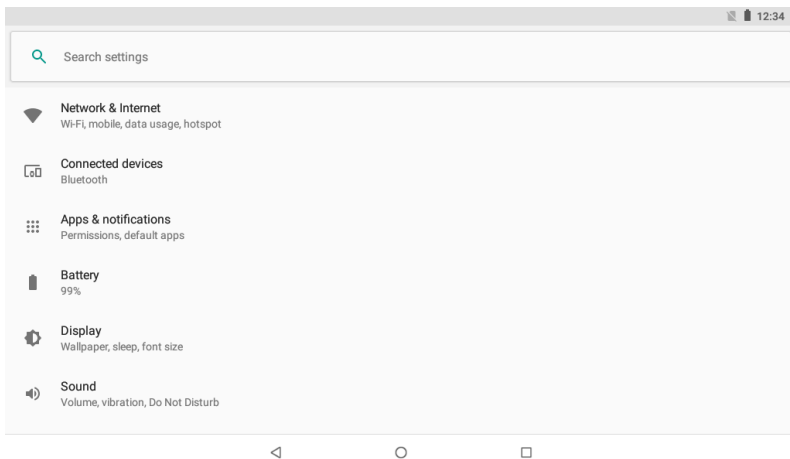 12:34
Search settings
Network & Internet
Wi-Fi, mobile, data usage, hotspot
Connected devices
Bluetooth
Apps & notifications
Permissions, default apps
Battery
99%
Display
Wallpaper, sleep, font size
Sound
Volume, vibration, Do Not Disturb